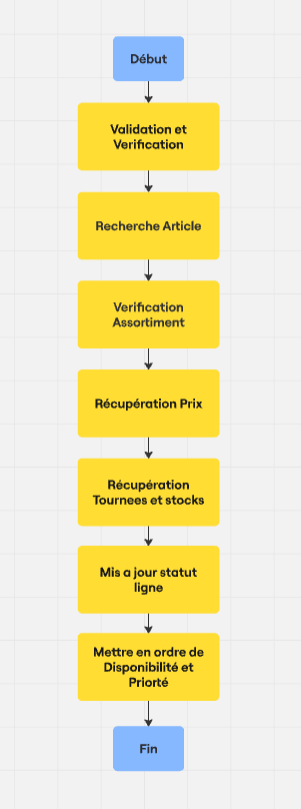 Début
Validation et
Verification
Recherche Article
Verification
Assortiment
Récupération Prix
Récupération
Tournees et stocks
Mis a jour statut
ligne
Mettre en ordre de
Disponibilité et
Priorté
Fin